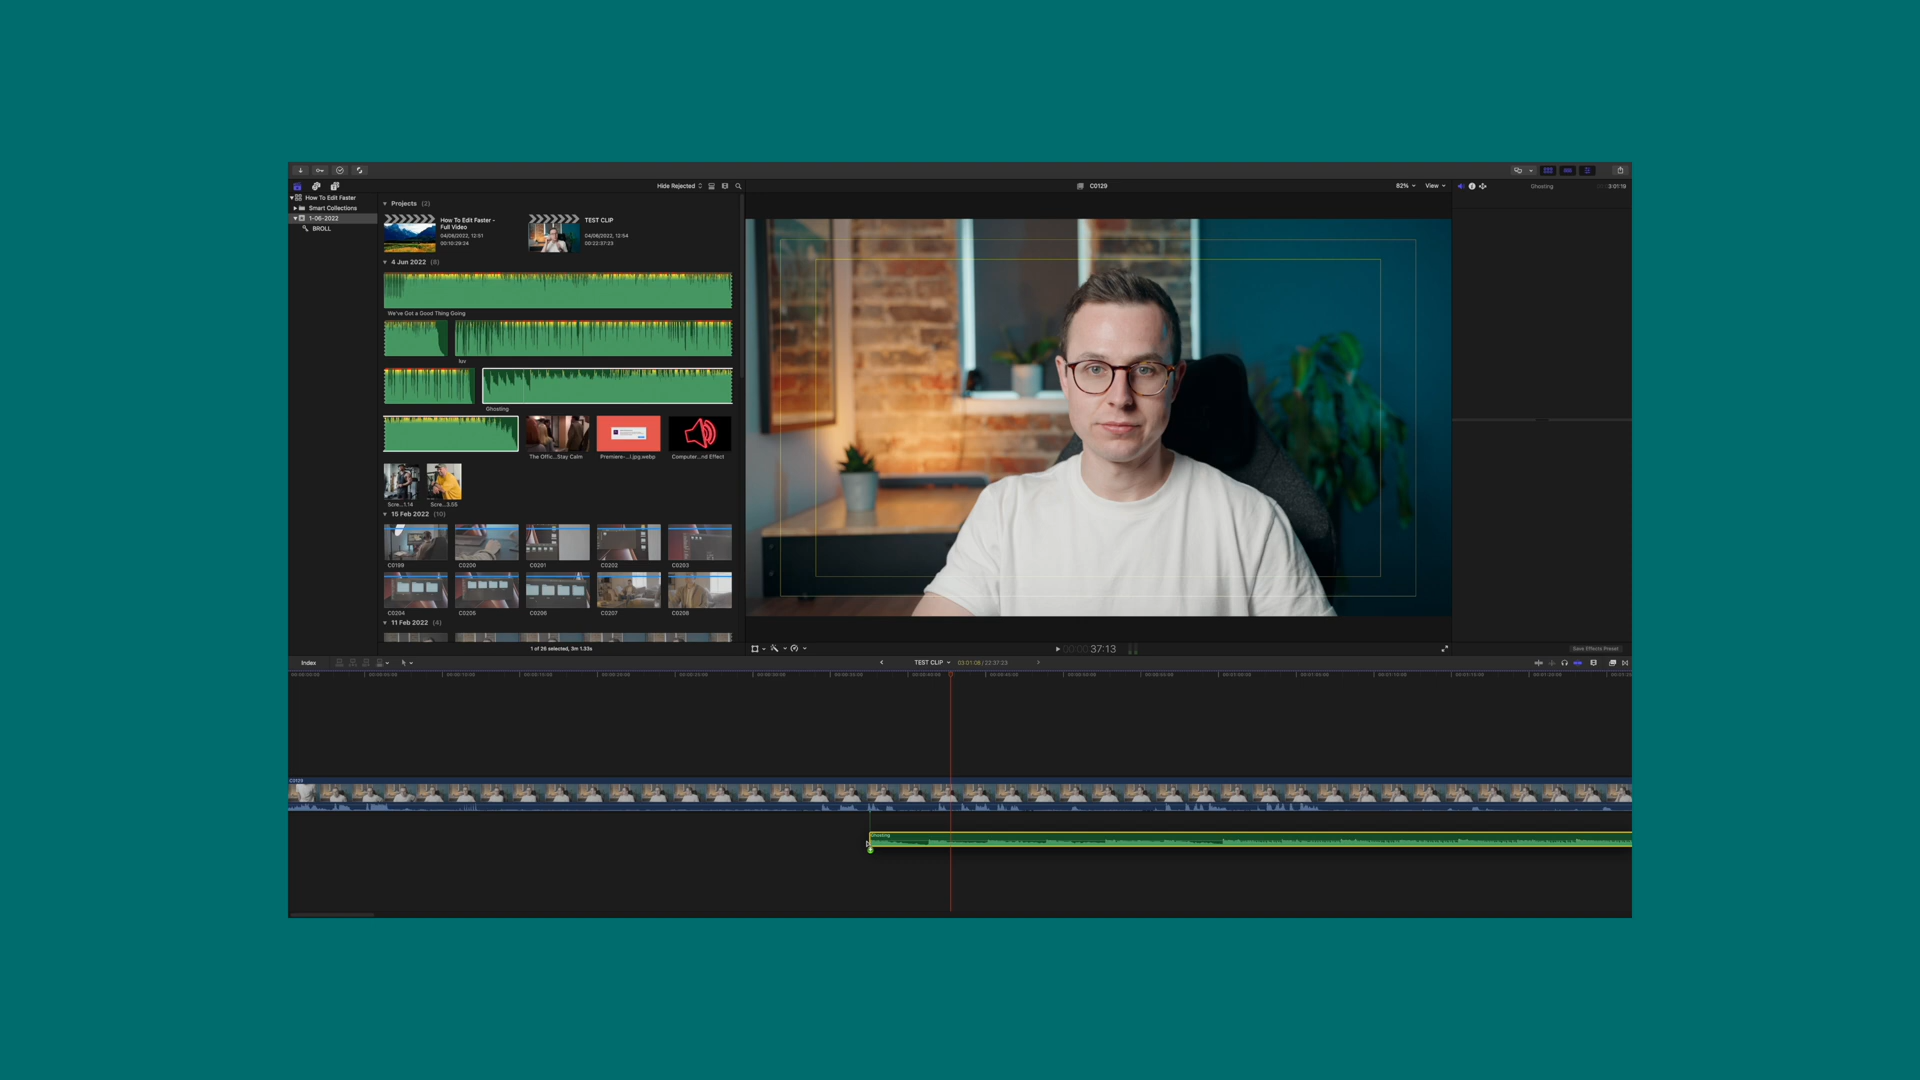 Hide Rejected
C0129
82%
View
Ghosting
3:01:19
How To Edit Faster
Smart Collections
1-06-2022
BROLL
Projects (2)
How To Edit Faster - Full Video
04/06/2022, 12:51
00:10:29:24
TEST CLIP
04/06/2022, 12:54
00:22:37:23
4 Jun 2022 (8)
We've Got a Good Thing Going
luv
Ghosting
The Offic...Stay Calm
Premiere-...l.jpg.webp
Computer...nd Effect
Scre...1.14
Scre...3.55
15 Feb 2022 (10)
C0199
C0200
C0201
C0202
C0203
C0204
C0205
C0206
C0207
C0208
11 Feb 2022 (4)
1 of 26 selected, 3m 1.33s
00:00:37:13
Save Effects Preset
Index
TEST CLIP
03:01:08 / 22:37:23
C0129
Ghosting